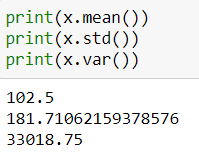 print(x.mean())
print(x.std())
print(x.var())
102.5
181.71062159378576
33018.75